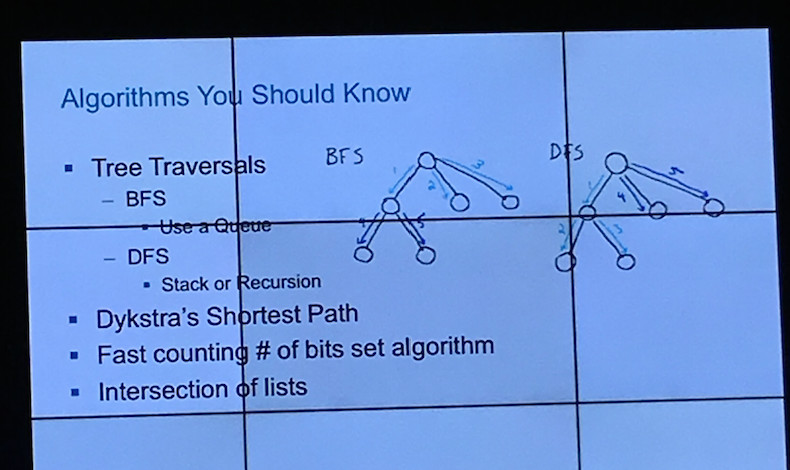 Algorithms You Should Know
▪ Tree Traversals
– BFS
▪ Use a Queue
– DFS
▪ Stack or Recursion
▪ Dykstra's Shortest Path
▪ Fast counting # of bits set algorithm
▪ Intersection of lists
BFS
1
2
3
4
5
DFS
1
2
3
4
5